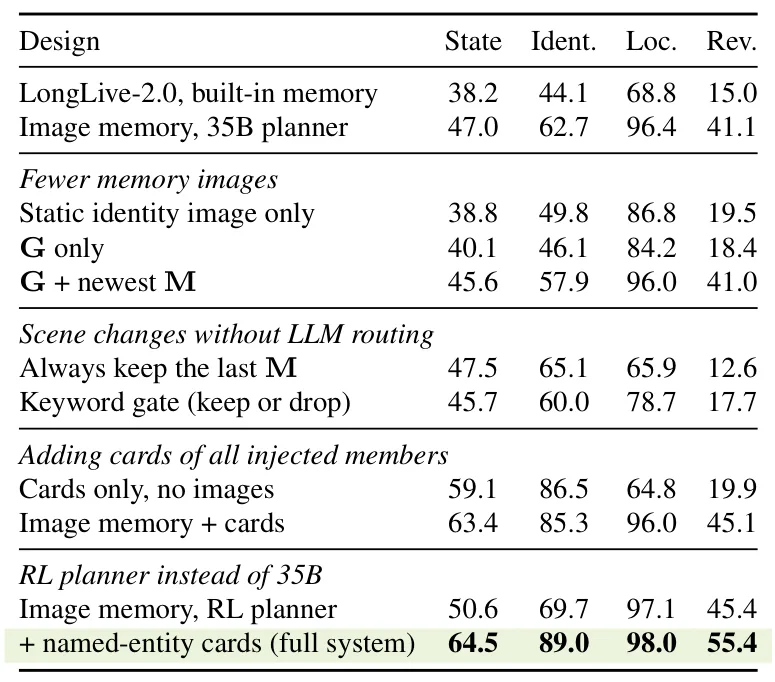 Design State Ident. Loc. Rev.
LongLive-2.0, built-in memory 38.2 44.1 68.8 15.0
Image memory, 35B planner 47.0 62.7 96.4 41.1
Fewer memory images
Static identity image only 38.8 49.8 86.8 19.5
G only 40.1 46.1 84.2 18.4
G + newest M 45.6 57.9 96.0 41.0
Scene changes without LLM routing
Always keep the last M 47.5 65.1 65.9 12.6
Keyword gate (keep or drop) 45.7 60.0 78.7 17.7
Adding cards of all injected members
Cards only, no images 59.1 86.5 64.8 19.9
Image memory + cards 63.4 85.3 96.0 45.1
RL planner instead of 35B
Image memory, RL planner 50.6 69.7 97.1 45.4
+ named-entity cards (full system) 64.5 89.0 98.0 55.4